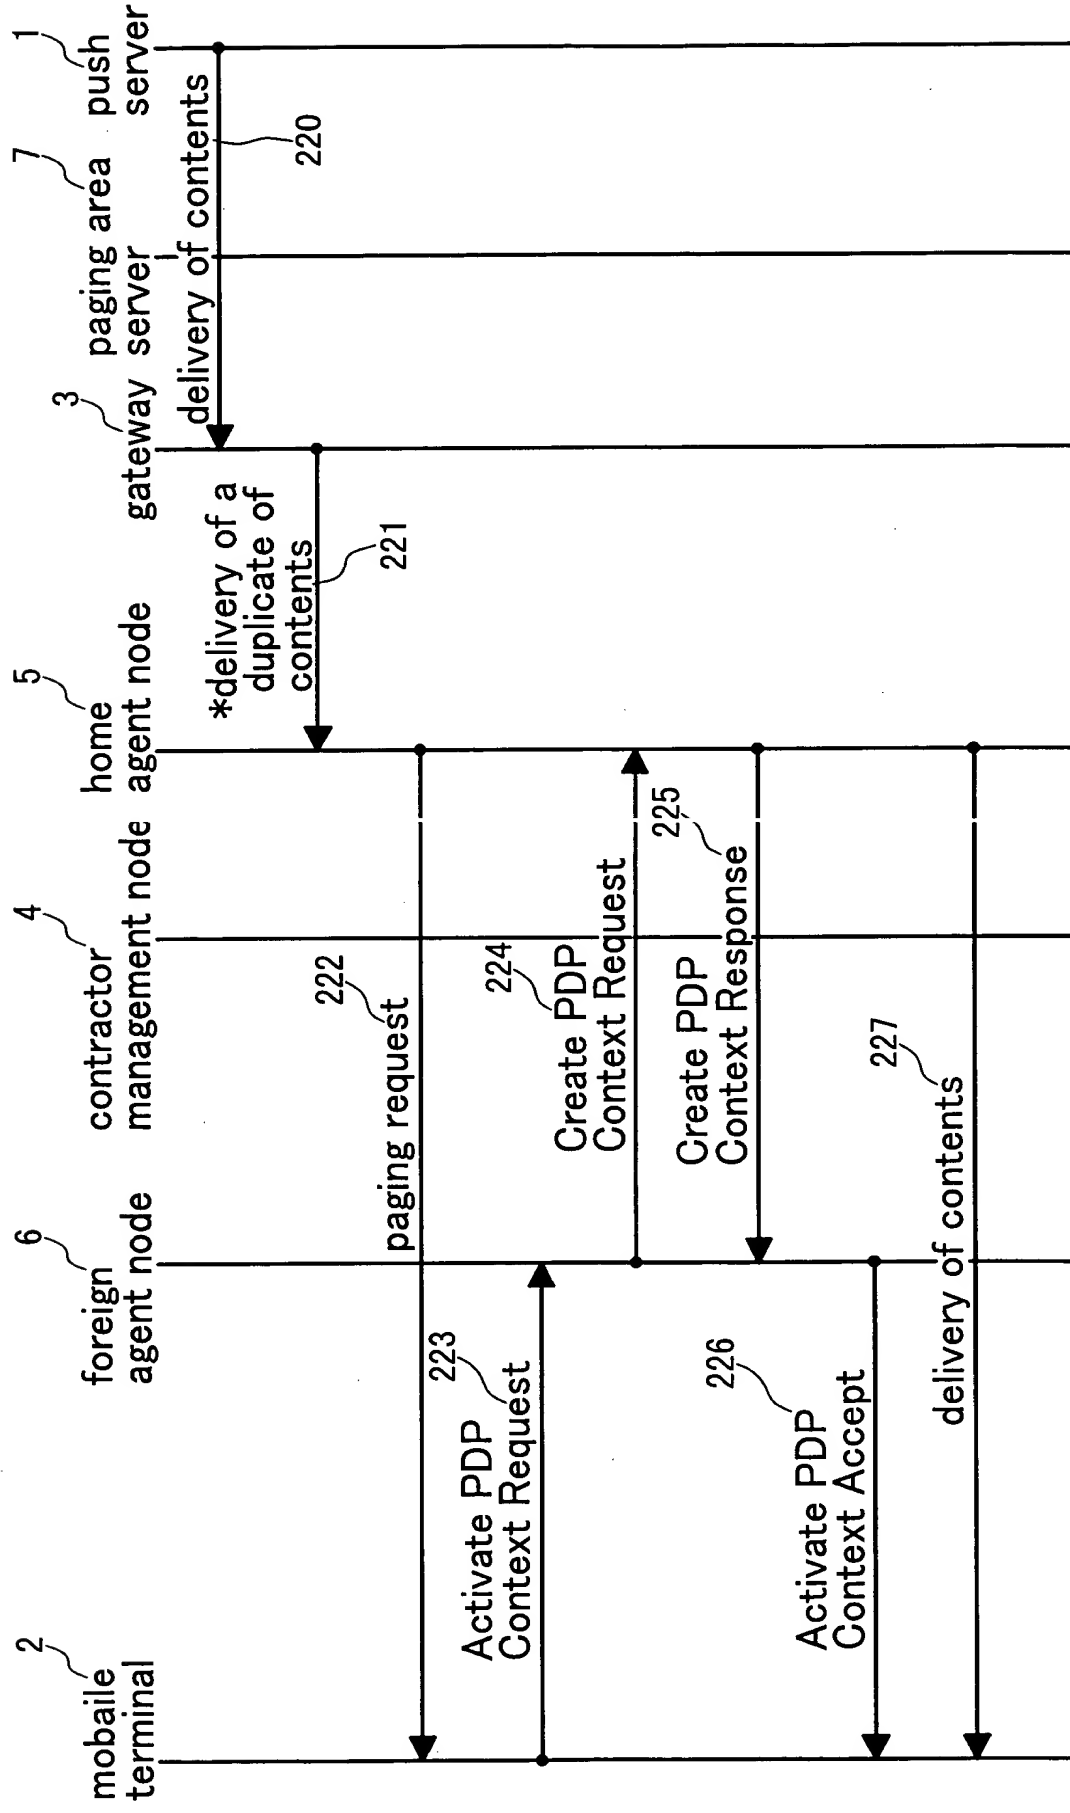 2
mobaile
terminal
6
foreign
agent node
4
contractor
management node
5
home
agent node
3
gateway
7
paging area
server
1
push
server
delivery of contents
220
*delivery of a
duplicate of
contents
221
222
paging request
223
Activate PDP
Context Request
224
Create PDP
Context Request
225
Create PDP
Context Response
226
Activate PDP
Context Accept
227
delivery of contents